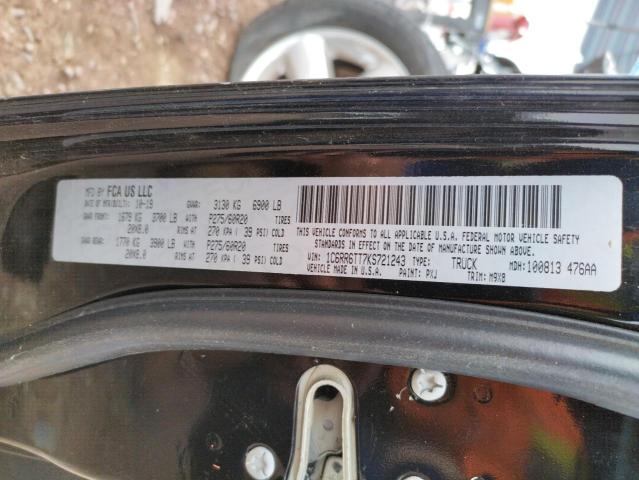 MFD BY FCA US LLC
DATE OF MFR/BUILT: 10-19 GVWR: 3130 KG 6900 LB
GAWR FRONT: 1679 KG 3700 LB WITH P275/60R20 TIRES
20X8.0 270 KPA ( 39 PSI) COLD
GAWR REAR: 1770 KG 3900 LB WITH P275/60R20 TIRES
20X8.0 270 KPA ( 39 PSI) COLD
THIS VEHICLE CONFORMS TO ALL APPLICABLE U.S.A. FEDERAL MOTOR VEHICLE SAFETY
STANDARDS IN EFFECT ON THE DATE OF MANUFACTURE SHOWN ABOVE.
VIN: 1C6RR6TT7KS721243 TYPE: TRUCK MDH:100813 476AA
VEHICLE MADE IN U.S.A. PAINT: PXJ TRIM: M9X8